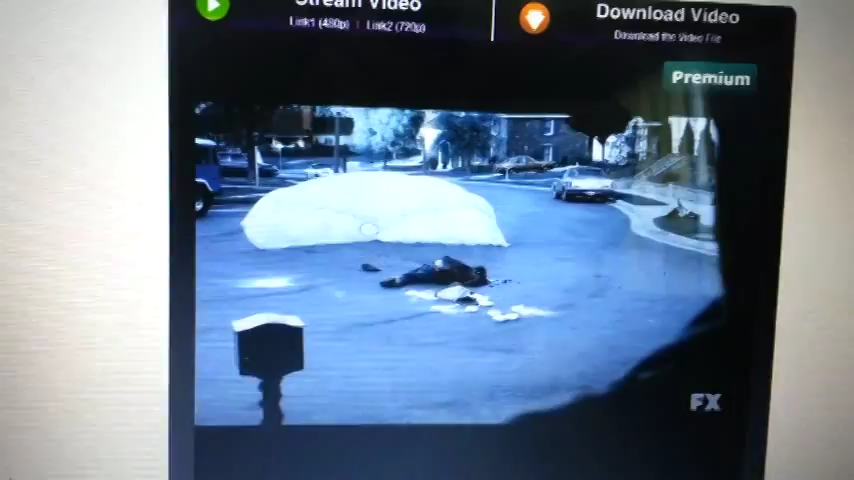 Stream Video
Download Video
Link1 (480p) | Link2 (720p)
Download the Video File
Premium
FX